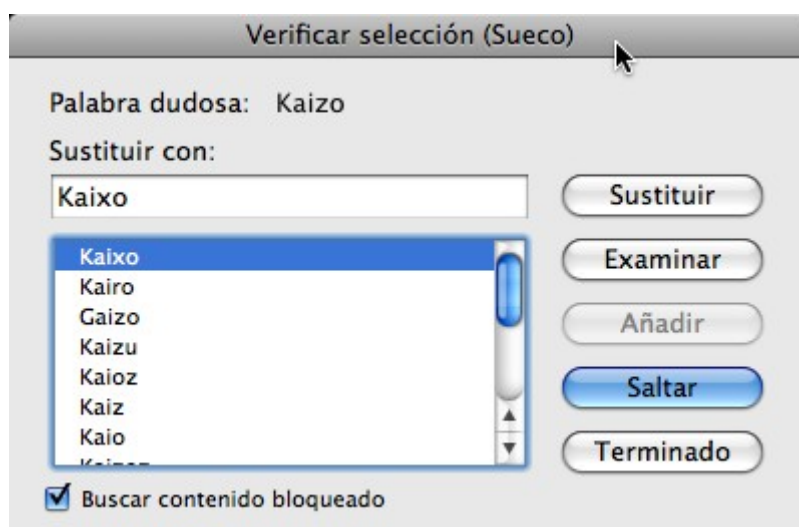 Verificar selección (Sueco)
Palabra dudosa: Kaizo
Sustituir con:
Kaixo
Sustituir
Kaixo
Kairo
Gaizo
Kaizu
Kaioz
Kaiz
Kaio
Examinar
Añadir
Saltar
Terminado
Buscar contenido bloqueado